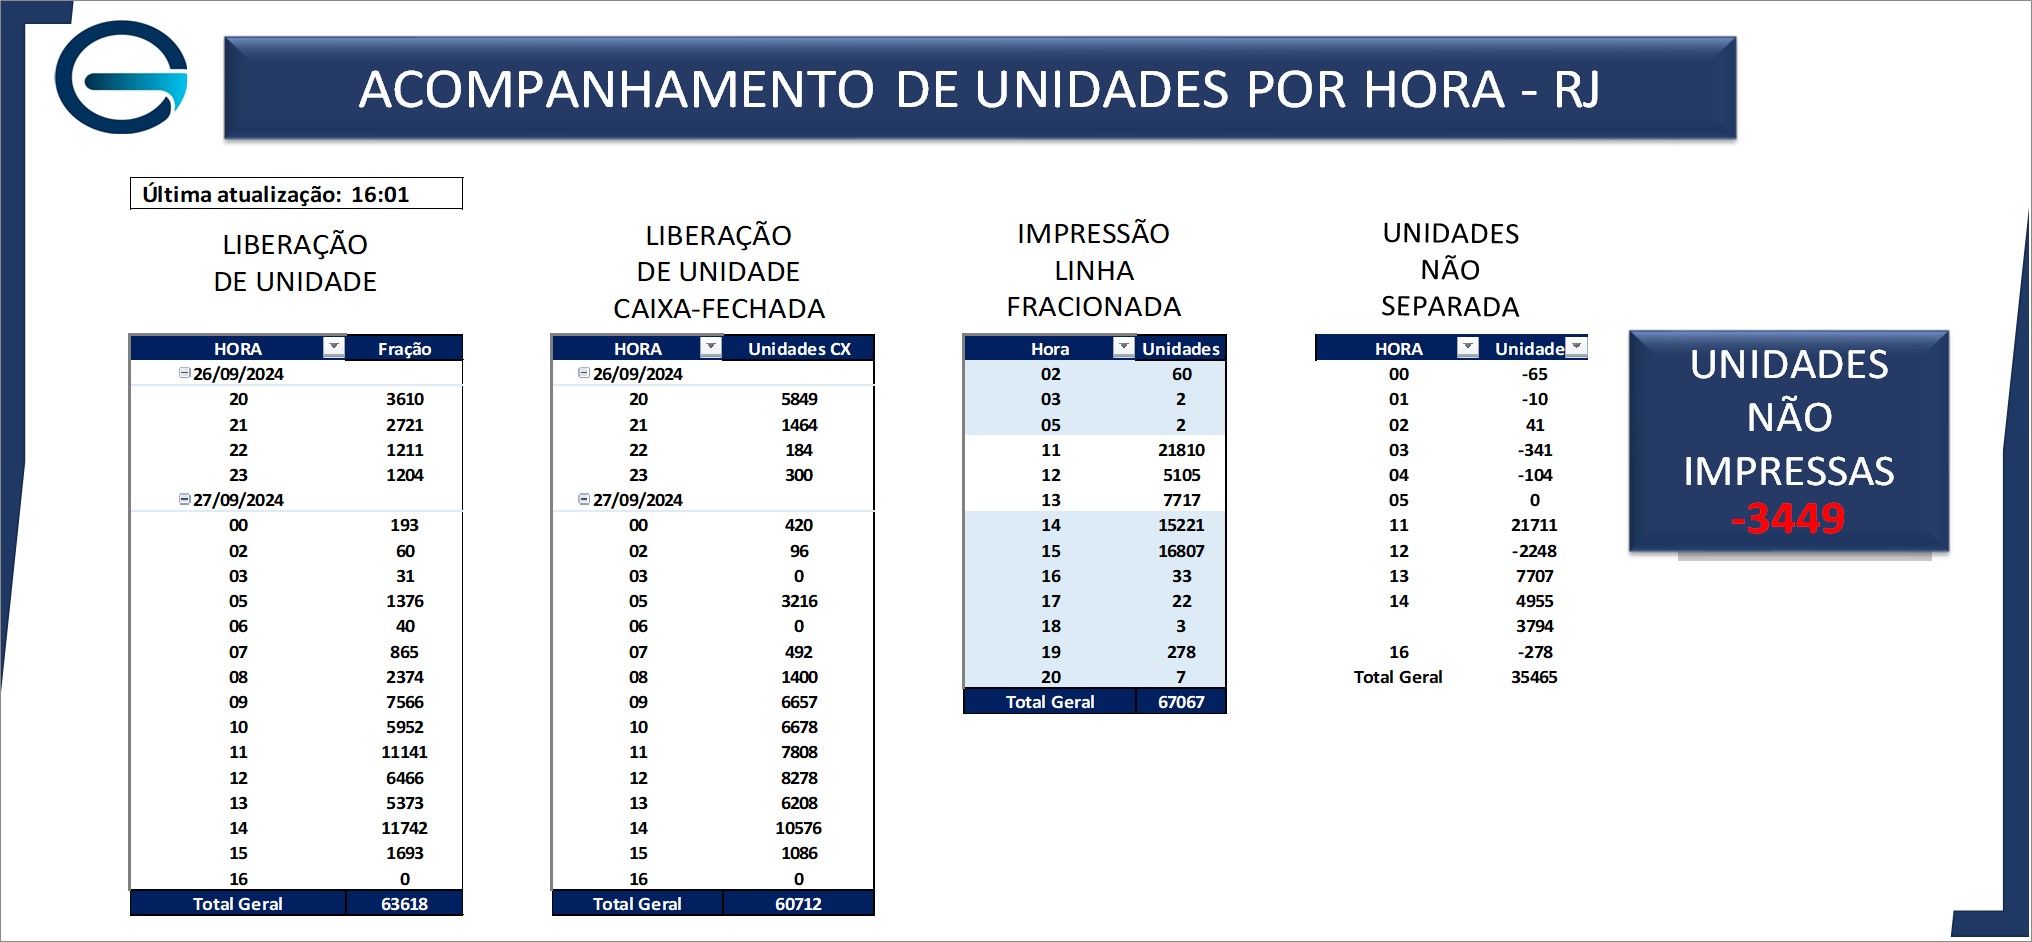 ACOMPANHAMENTO DE UNIDADES POR HORA - RJ
Última atualização: 16:01
LIBERAÇÃO
DE UNIDADE
HORA Fração
26/09/2024
20 3610
21 2721
22 1211
23 1204
27/09/2024
00 193
02 60
03 31
05 1376
06 40
07 865
08 2374
09 7566
10 5952
11 11141
12 6466
13 5373
14 11742
15 1693
16 0
Total Geral 63618
LIBERAÇÃO
DE UNIDADE
CAIXA-FECHADA
HORA Unidades CX
26/09/2024
20 5849
21 1464
22 184
23 300
27/09/2024
00 420
02 96
03 0
05 3216
06 0
07 492
08 1400
09 6657
10 6678
11 7808
12 8278
13 6208
14 10576
15 1086
16 0
Total Geral 60712
IMPRESSÃO
LINHA
FRACIONADA
Hora Unidades
02 60
03 2
05 2
11 21810
12 5105
13 7717
14 15221
15 16807
16 33
17 22
18 3
19 278
20 7
Total Geral 67067
UNIDADES
NÃO
SEPARADA
HORA Unidade
00 -65
01 -10
02 41
03 -341
04 -104
05 0
11 21711
12 -2248
13 7707
14 4955
3794
16 -278
Total Geral 35465
UNIDADES
NÃO
IMPRESSAS
-3449